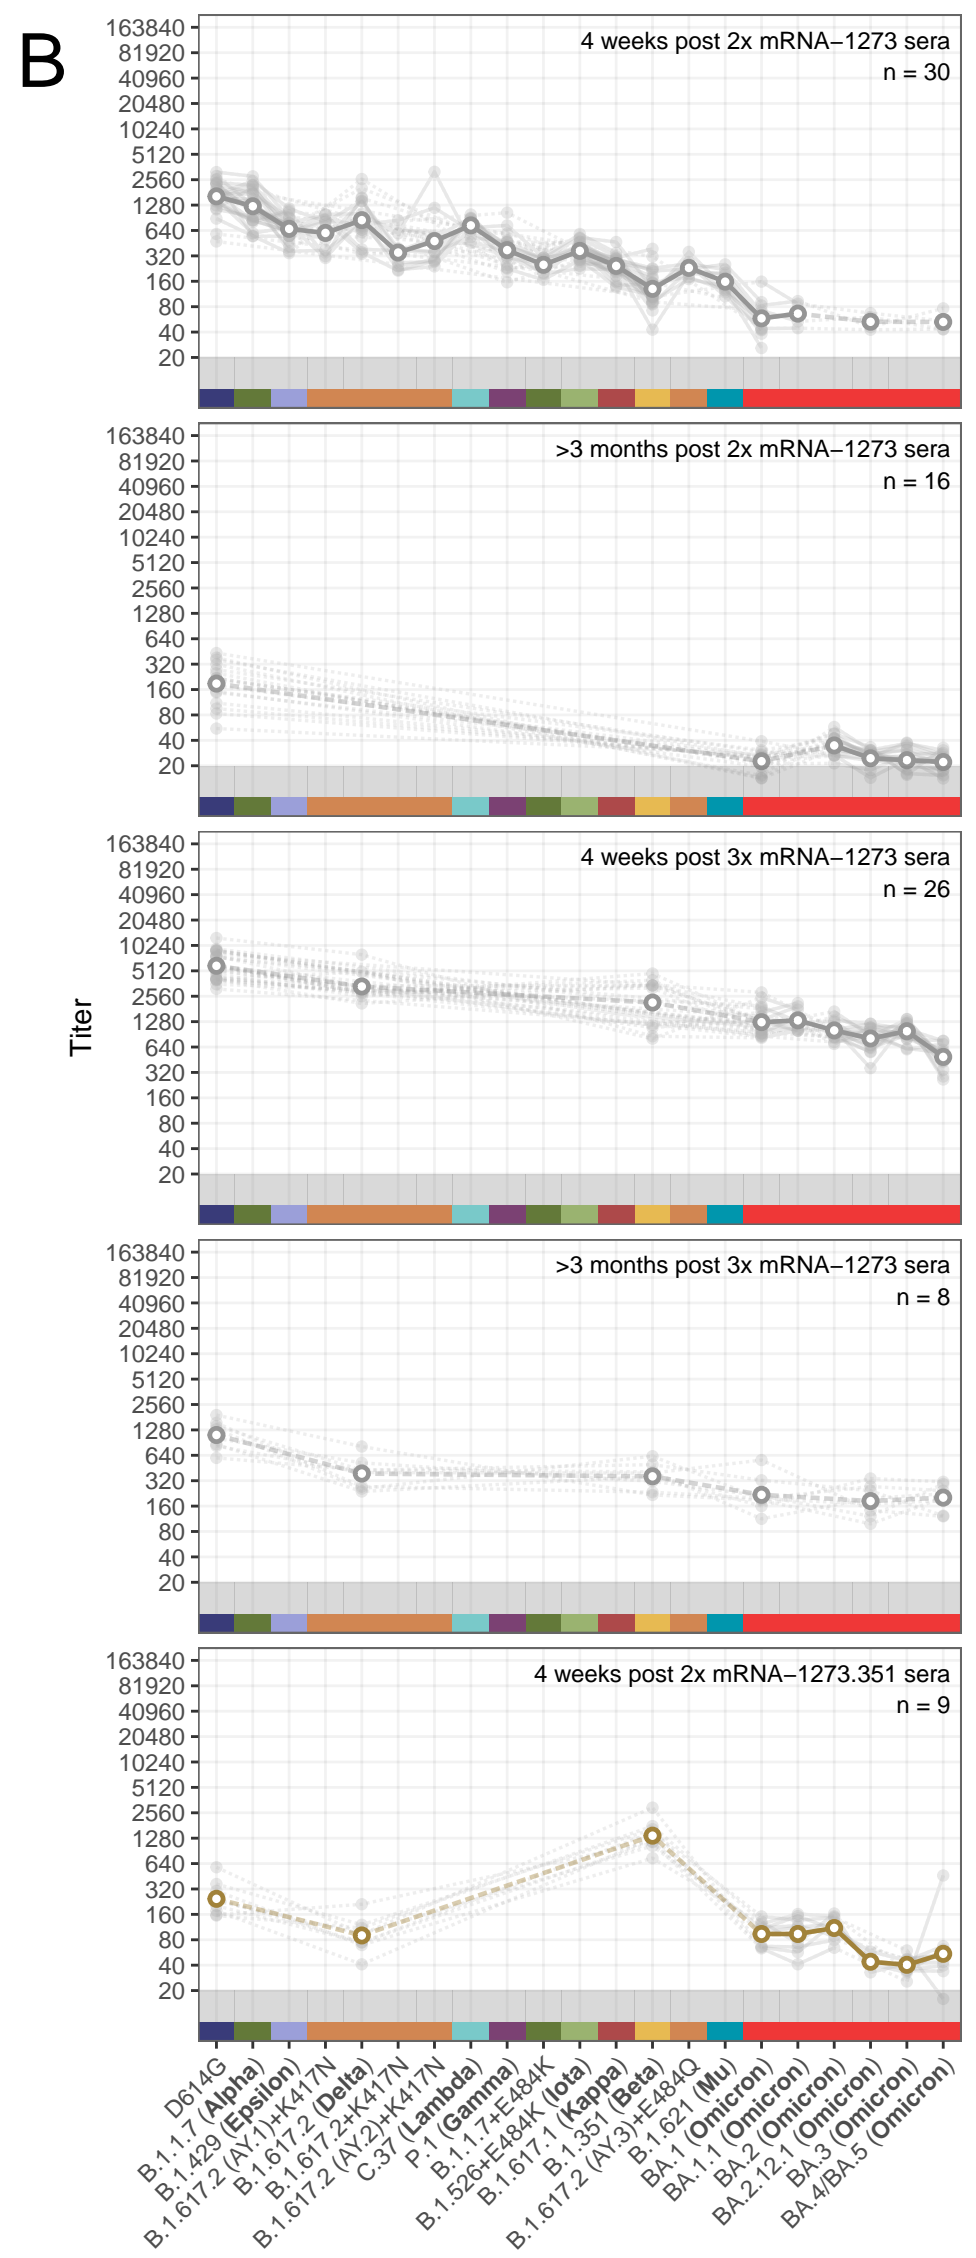 B
163840
81920
40960
20480
10240
5120
2560
1280
640
320
160
80
40
20
4 weeks post 2x mRNA−1273 sera
n = 30
163840
81920
40960
20480
10240
5120
2560
1280
640
320
160
80
40
20
>3 months post 2x mRNA−1273 sera
n = 16
Titer
163840
81920
40960
20480
10240
5120
2560
1280
640
320
160
80
40
20
4 weeks post 3x mRNA−1273 sera
n = 26
163840
81920
40960
20480
10240
5120
2560
1280
640
320
160
80
40
20
>3 months post 3x mRNA−1273 sera
n = 8
163840
81920
40960
20480
10240
5120
2560
1280
640
320
160
80
40
20
4 weeks post 2x mRNA−1273.351 sera
n = 9
D614G
B.1.1.7 (Alpha)
B.1.429 (Epsilon)
B.1.617.2 (AY.1)+K417N
B.1.617.2 (Delta)
B.1.617.2+K417N
B.1.617.2 (AY.2)+K417N
C.37 (Lambda)
P.1 (Gamma)
B.1.1.7+E484K
B.1.526+E484K (Iota)
B.1.617.1 (Kappa)
B.1.351 (Beta)
B.1.617.2 (AY.3)+E484Q
B.1.621 (Mu)
BA.1 (Omicron)
BA.1.1 (Omicron)
BA.2 (Omicron)
BA.2.12.1 (Omicron)
BA.3 (Omicron)
BA.4/BA.5 (Omicron)